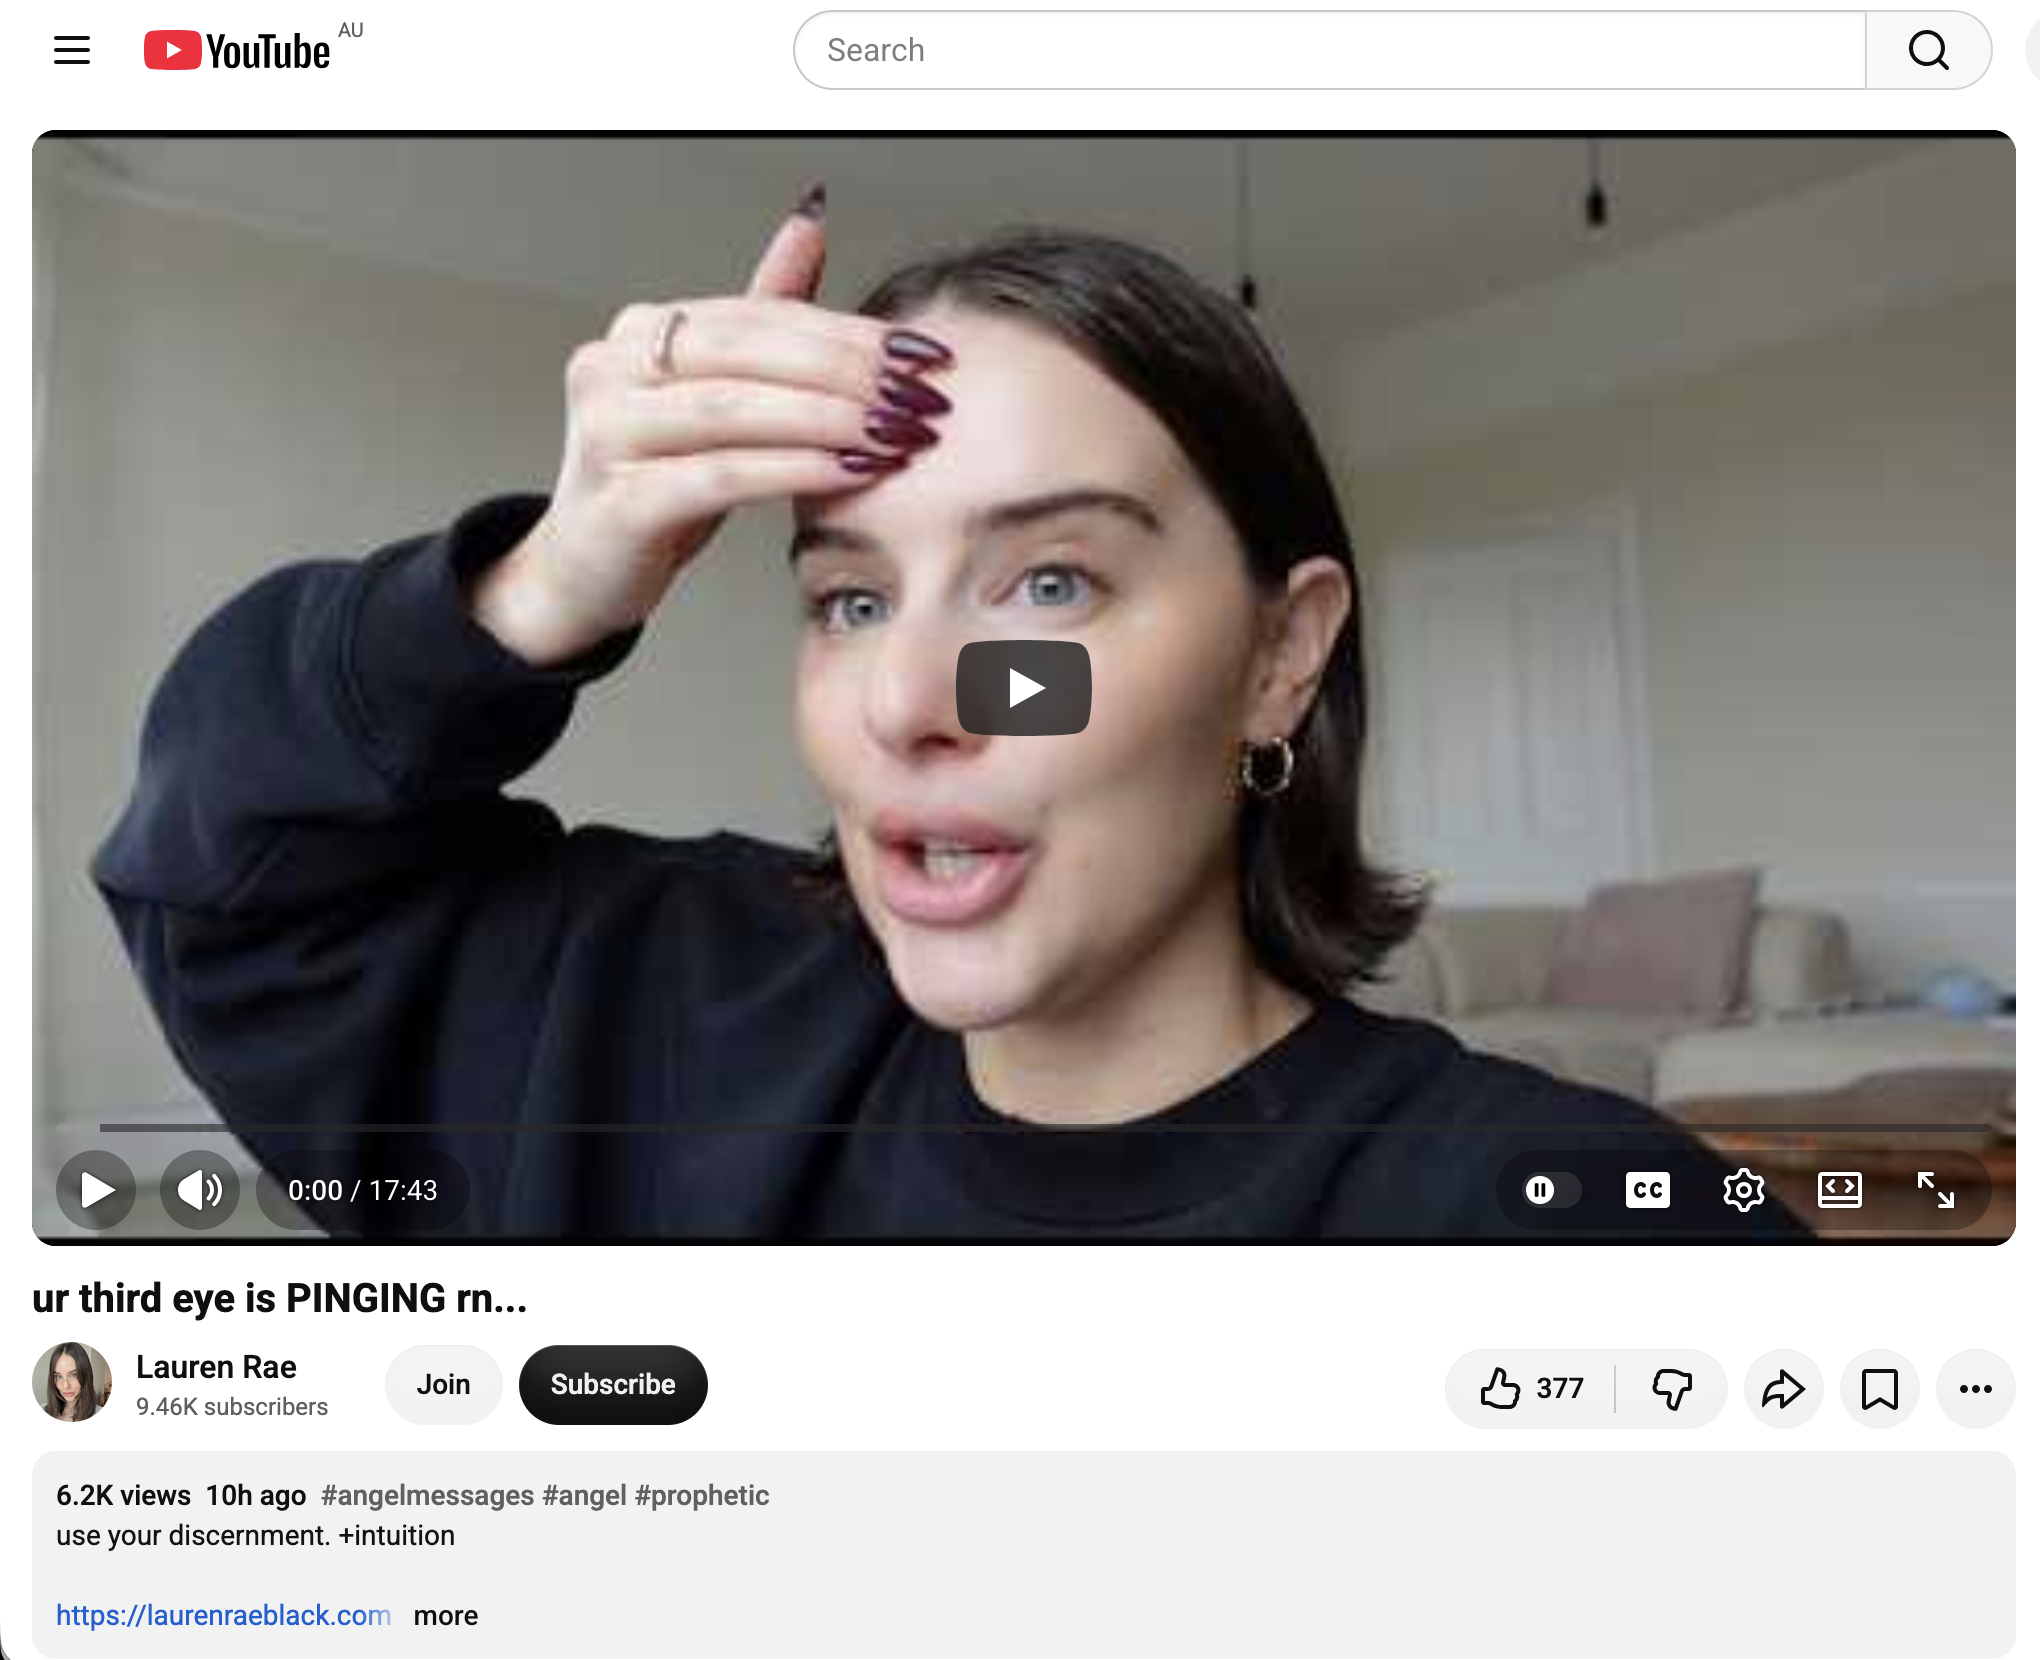 YouTube AU
Search
0:00 / 17:43
CC
ur third eye is PINGING rn...
Lauren Rae
9.46K subscribers
Join
Subscribe
377
6.2K views 10h ago #angelmessages #angel #prophetic
use your discernment. +intuition
https://laurenraeblack.com more